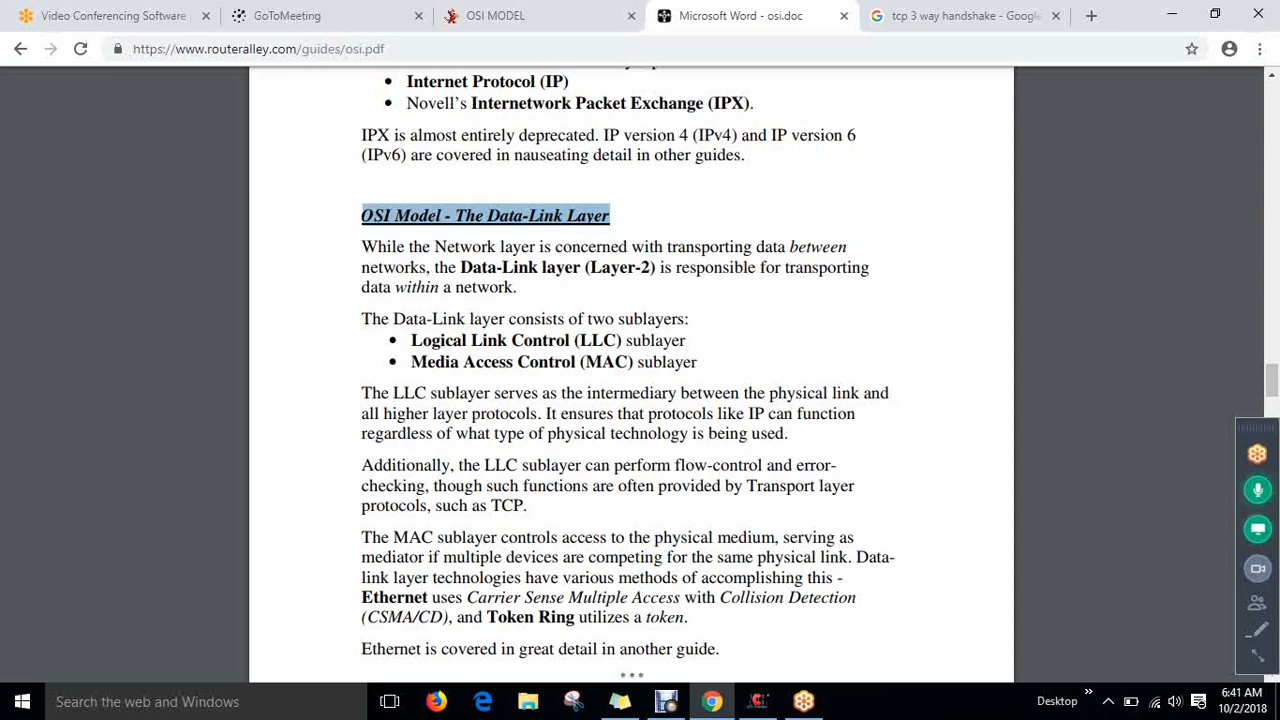 Video Conferencing Software
GoToMeeting
OSI MODEL
Microsoft Word - osi.doc
tcp 3 way handshake - Google
https://www.routeralley.com/guides/osi.pdf
• Internet Protocol (IP)
• Novell's Internetwork Packet Exchange (IPX).
IPX is almost entirely deprecated. IP version 4 (IPv4) and IP version 6
(IPv6) are covered in nauseating detail in other guides.
OSI Model - The Data-Link Layer
While the Network layer is concerned with transporting data between
networks, the Data-Link layer (Layer-2) is responsible for transporting
data within a network.
The Data-Link layer consists of two sublayers:
• Logical Link Control (LLC) sublayer
• Media Access Control (MAC) sublayer
The LLC sublayer serves as the intermediary between the physical link and
all higher layer protocols. It ensures that protocols like IP can function
regardless of what type of physical technology is being used.
Additionally, the LLC sublayer can perform flow-control and error-
checking, though such functions are often provided by Transport layer
protocols, such as TCP.
The MAC sublayer controls access to the physical medium, serving as
mediator if multiple devices are competing for the same physical link. Data-
link layer technologies have various methods of accomplishing this -
Ethernet uses Carrier Sense Multiple Access with Collision Detection
(CSMA/CD), and Token Ring utilizes a token.
Ethernet is covered in great detail in another guide.
* * *
Search the web and Windows
Desktop
6:41 AM
10/2/2018